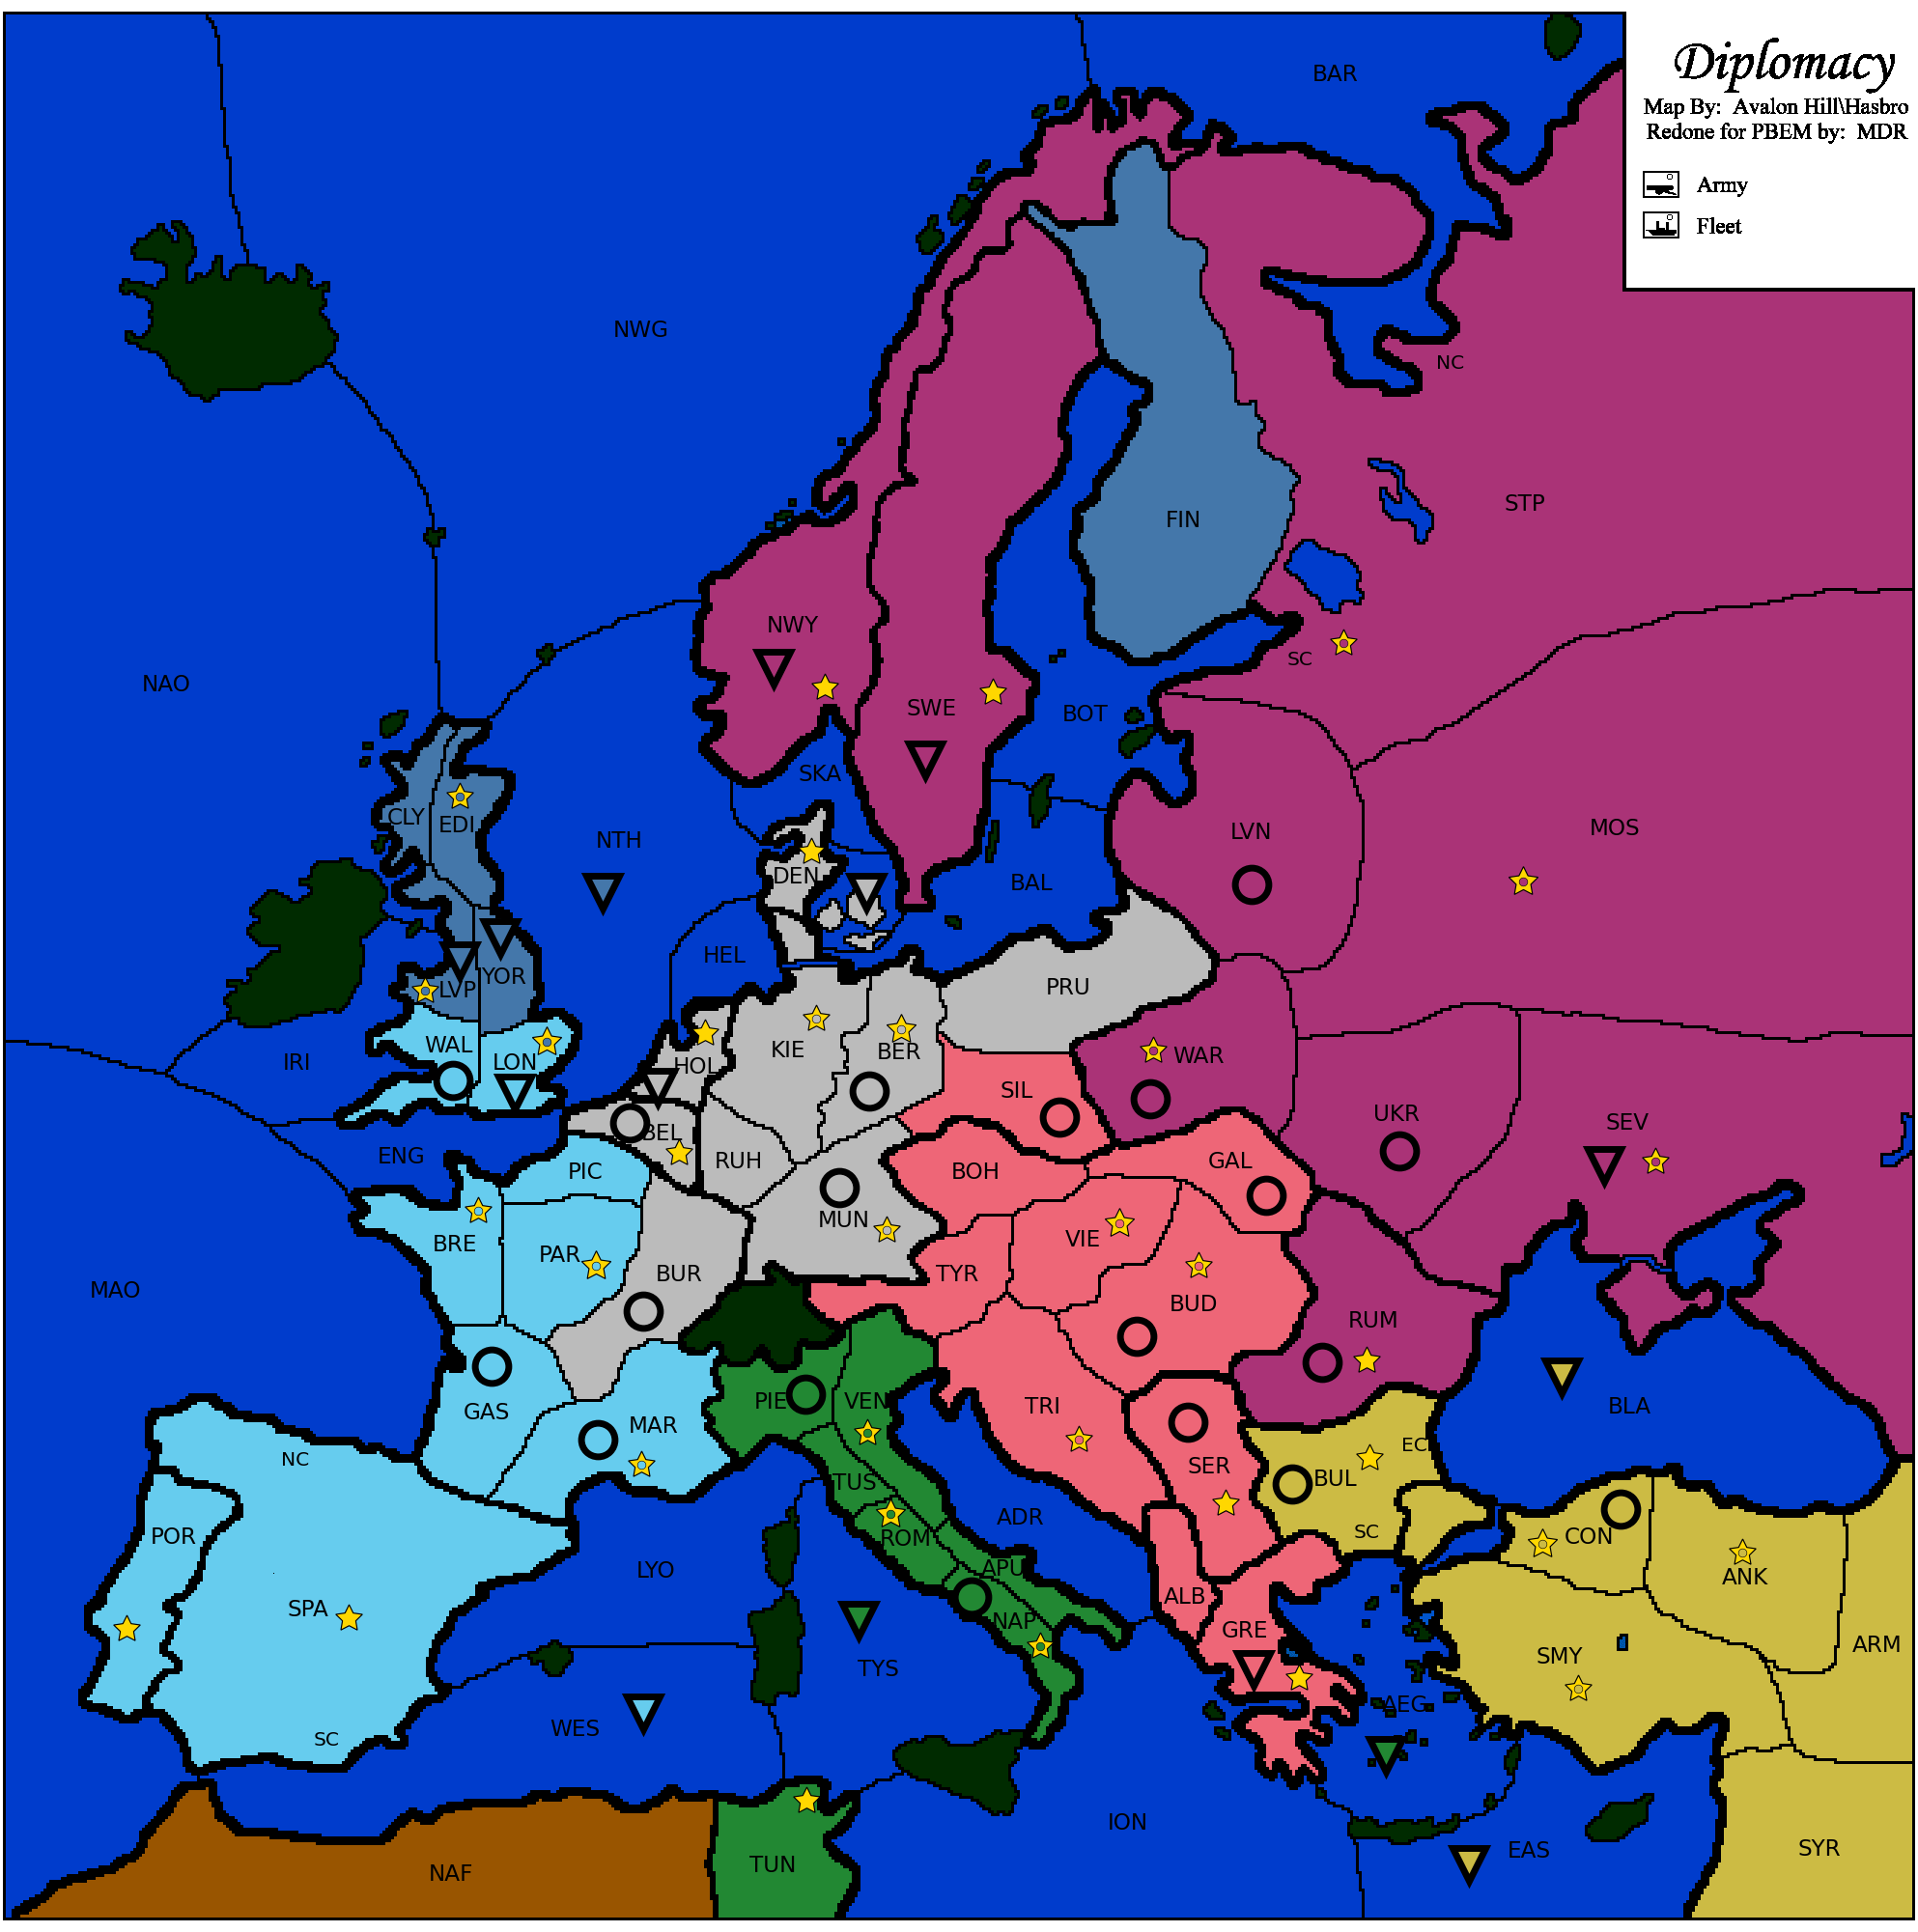 Diplomacy
Map By: Avalon Hill\Hasbro
Redone for PBEM by: MDR
Army
Fleet
BAR
NWG
NC
STP
FIN
NWY
NAO
SC
SWE
BOT
SKA
CLY
EDI
NTH
LVN
MOS
DEN
BAL
HEL
YOR
LVP
PRU
WAL
LON
IRI
HOL
KIE
BER
WAR
SIL
UKR
SEV
ENG
BEL
PIC
RUH
BOH
GAL
MUN
BRE
PAR
BUR
TYR
VIE
MAO
BUD
RUM
PIE
VEN
TRI
BLA
GAS
MAR
EC
NC
TUS
SER
BUL
POR
ROM
ADR
SC
CON
LYO
APU
ANK
SPA
ALB
NAP
GRE
ARM
TYS
SMY
AEG
WES
SC
ION
EAS
SYR
NAF
TUN